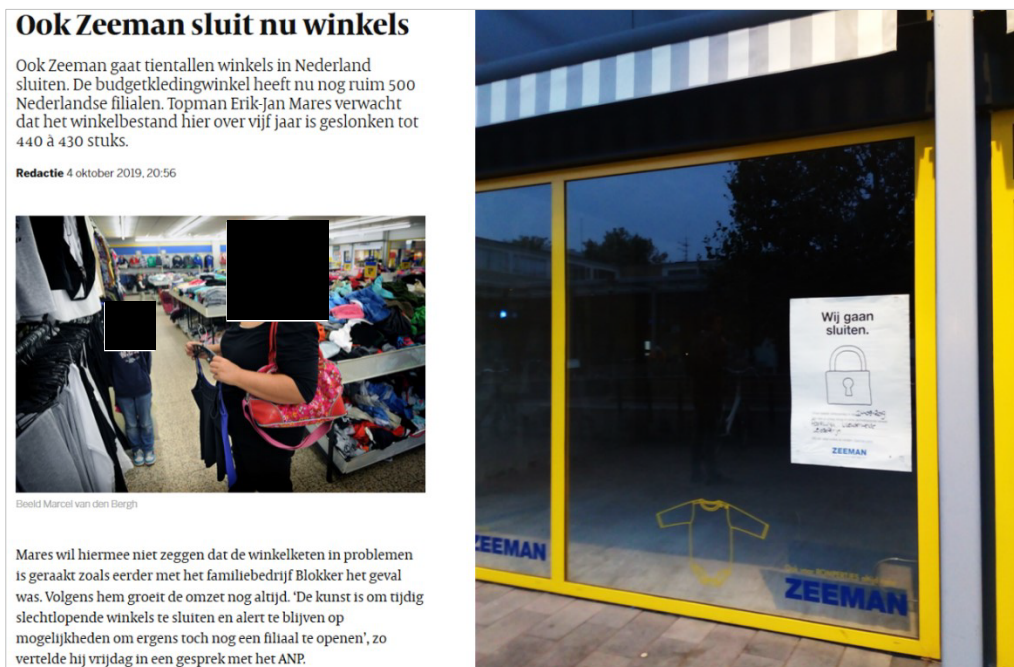 Ook Zeeman sluit nu winkels
Ook Zeeman gaat tientallen winkels in Nederland
sluiten. De budgetkledingwinkel heeft nu nog ruim 500
Nederlandse filialen. Topman Erik-Jan Mares verwacht
dat het winkelbestand hier over vijf jaar is geslonken tot
440 à 430 stuks.
Redactie 4 oktober 2019, 20:56
Beeld Marcel van den Bergh
Mares wil hiermee niet zeggen dat de winkelketen in problemen
is geraakt zoals eerder met het familiebedrijf Blokker het geval
was. Volgens hem groeit de omzet nog altijd. ‘De kunst is om tijdig
slechtlopende winkels te sluiten en alert te blijven op
mogelijkheden om ergens toch nog een filiaal te openen’, zo
vertelde hij vrijdag in een gesprek met het ANP.
Wij gaan
sluiten.
ZEEMAN
ZEEMAN
ZEEMAN